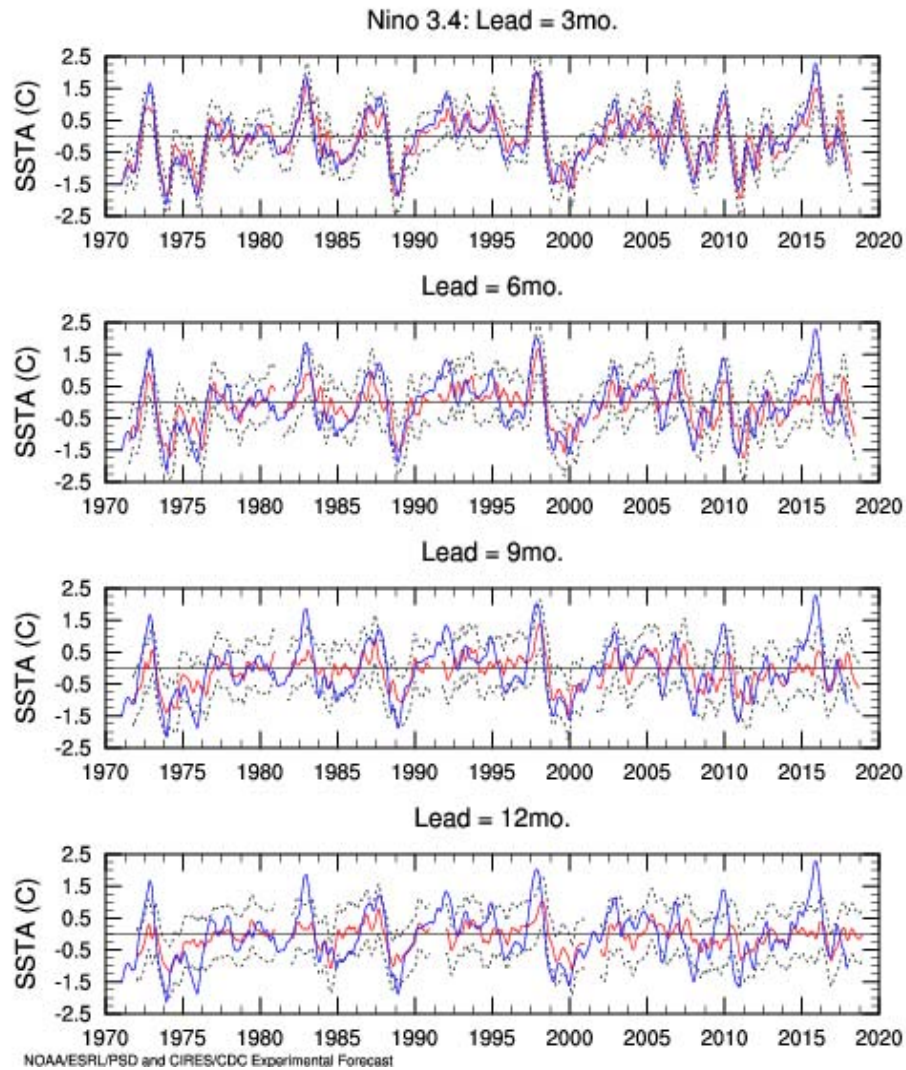 Nino 3.4: Lead = 3mo.
SSTA (C)
2.5
1.5
0.5
-0.5
-1.5
-2.5
1970 1975 1980 1985 1990 1995 2000 2005 2010 2015 2020
Lead = 6mo.
SSTA (C)
2.5
1.5
0.5
-0.5
-1.5
-2.5
1970 1975 1980 1985 1990 1995 2000 2005 2010 2015 2020
Lead = 9mo.
SSTA (C)
2.5
1.5
0.5
-0.5
-1.5
-2.5
1970 1975 1980 1985 1990 1995 2000 2005 2010 2015 2020
Lead = 12mo.
SSTA (C)
2.5
1.5
0.5
-0.5
-1.5
-2.5
1970 1975 1980 1985 1990 1995 2000 2005 2010 2015 2020
NOAA/ESRL/PSD and CIRES/CDC Experimental Forecast